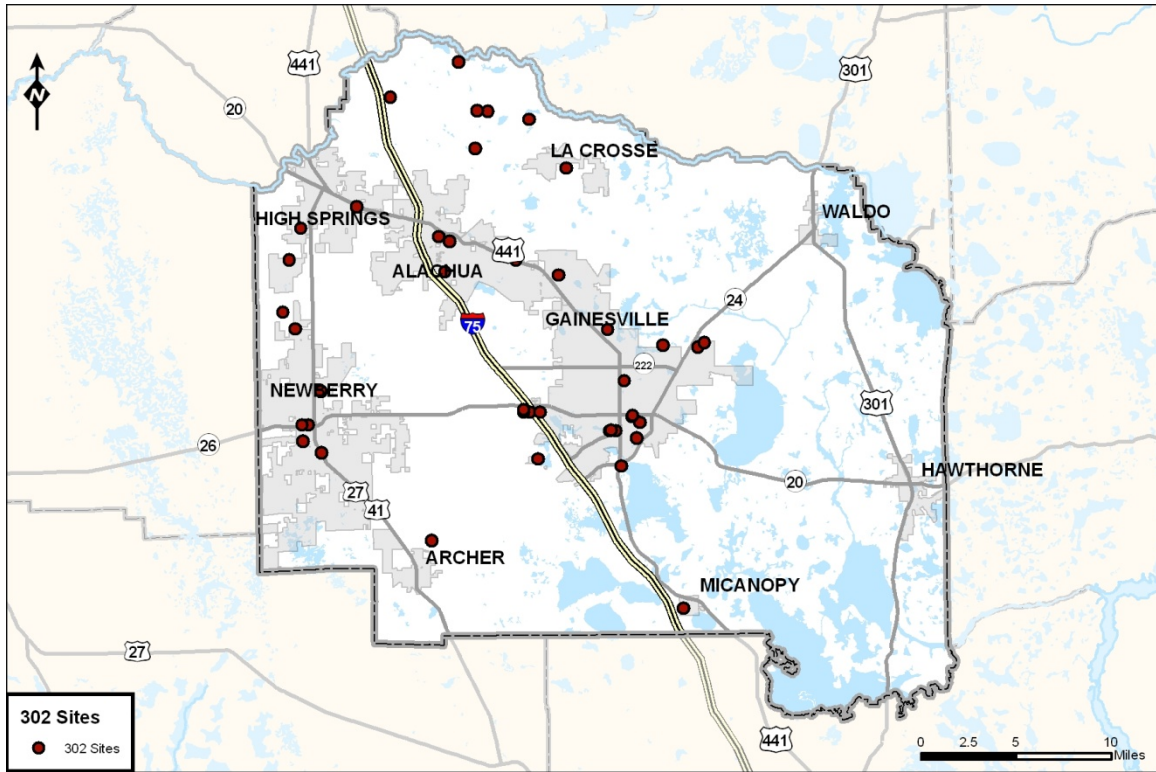 441
301
20
N
LA CROSSE
WALDO
HIGH SPRINGS
441
ALACHUA
24
GAINESVILLE
75
222
NEWBERRY
301
26
HAWTHORNE
20
27
41
ARCHER
MICANOPY
27
441
302 Sites
302 Sites
0 2.5 5 10
Miles